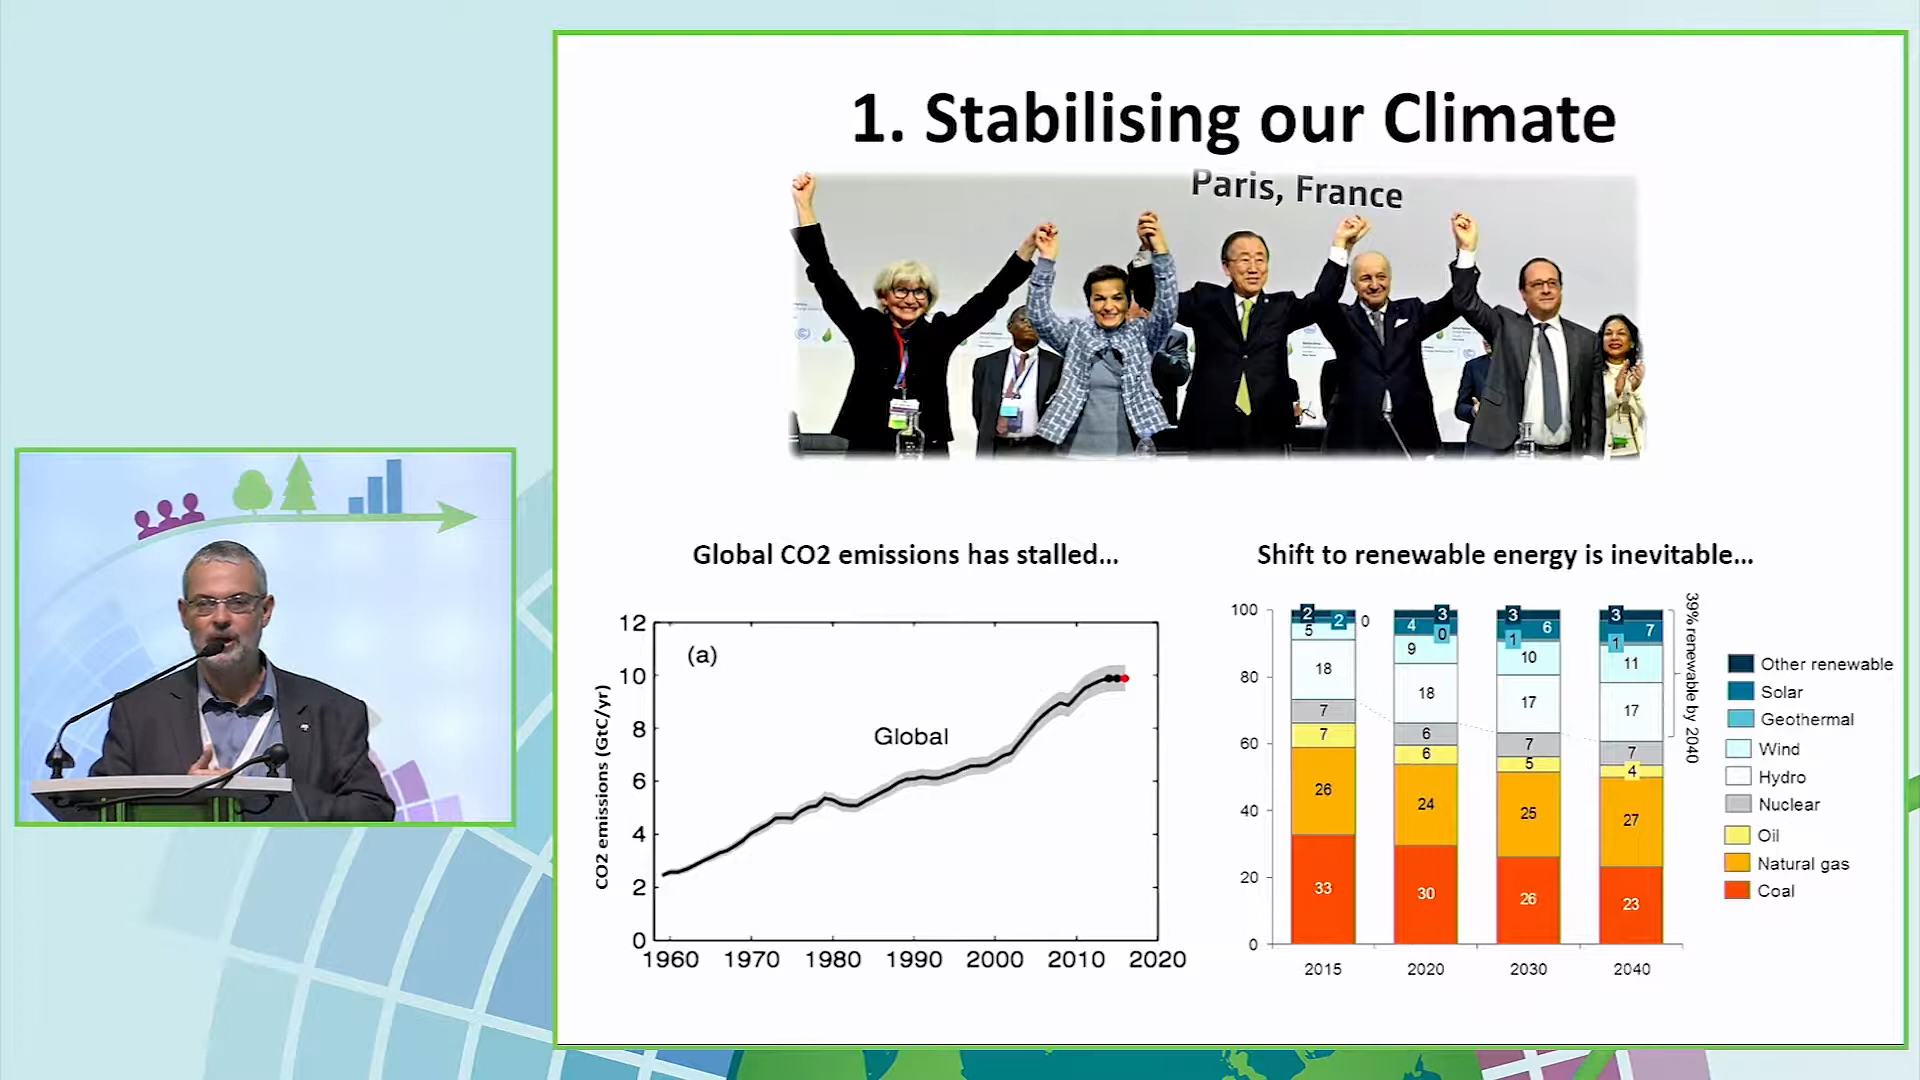 1. Stabilising our Climate
Paris, France
Global CO2 emissions has stalled...
12
10
8
6
4
2
0
CO2 emissions (GtC/yr)
(a)
Global
1960 1970 1980 1990 2000 2010 2020
Shift to renewable energy is inevitable...
100
80
60
40
20
0
2
2
0
5
18
7
7
26
33
3
4
0
9
18
6
6
24
30
3
6
1
10
17
7
5
25
26
3
7
1
11
17
7
4
27
23
2015 2020 2030 2040
39% renewable by 2040
Other renewable
Solar
Geothermal
Wind
Hydro
Nuclear
Oil
Natural gas
Coal